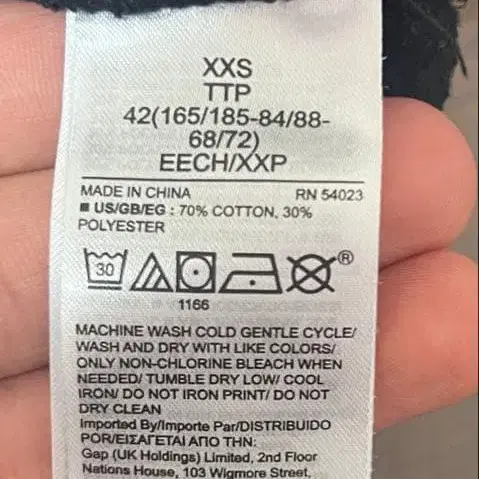 XXS
TTP
42(165/185-84/88-
68/72)
EECH/XXP
MADE IN CHINA RN 54023
■ US/GB/EG : 70% COTTON, 30%
POLYESTER
30 ®
1166
MACHINE WASH COLD GENTLE CYCLE/
WASH AND DRY WITH LIKE COLORS/
ONLY NON-CHLORINE BLEACH WHEN
NEEDED/ TUMBLE DRY LOW/ COOL
IRON/ DO NOT IRON PRINT/ DO NOT
DRY CLEAN
Imported By/Importe Par/DISTRIBUIDO
POR/ΕΙΣΑΓΕΤΑΙ ΑΠΟ ΤΗΝ:
Gap (UK Holdings) Limited, 2nd Floor
Nations House, 103 Wigmore Street,